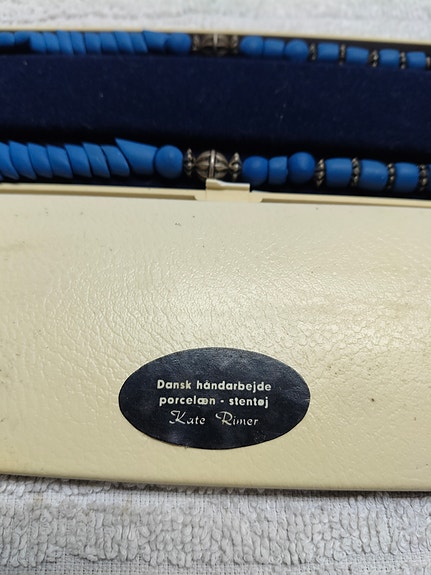 Dansk håndarbejde
porcelæn - stentøj
Kate Rimer